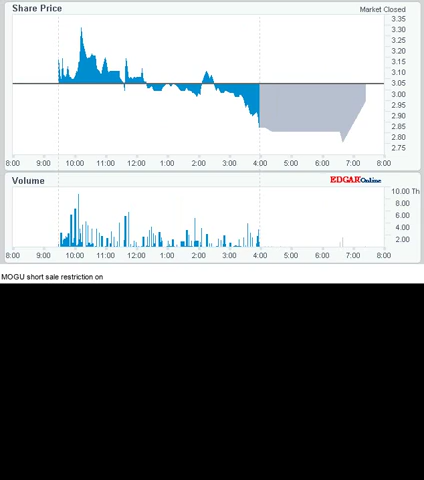 Share Price
Market Closed
3.35
3.30
3.25
3.20
3.15
3.10
3.05
3.00
2.95
2.90
2.85
2.80
2.75
8:00 9:00 10:00 11:00 12:00 1:00 2:00 3:00 4:00 5:00 6:00 7:00 8:00
Volume
EDGAROnline
10.00 Th
8.00
6.00
4.00
2.00
8:00 9:00 10:00 11:00 12:00 1:00 2:00 3:00 4:00 5:00 6:00 7:00 8:00
MOGU short sale restriction on